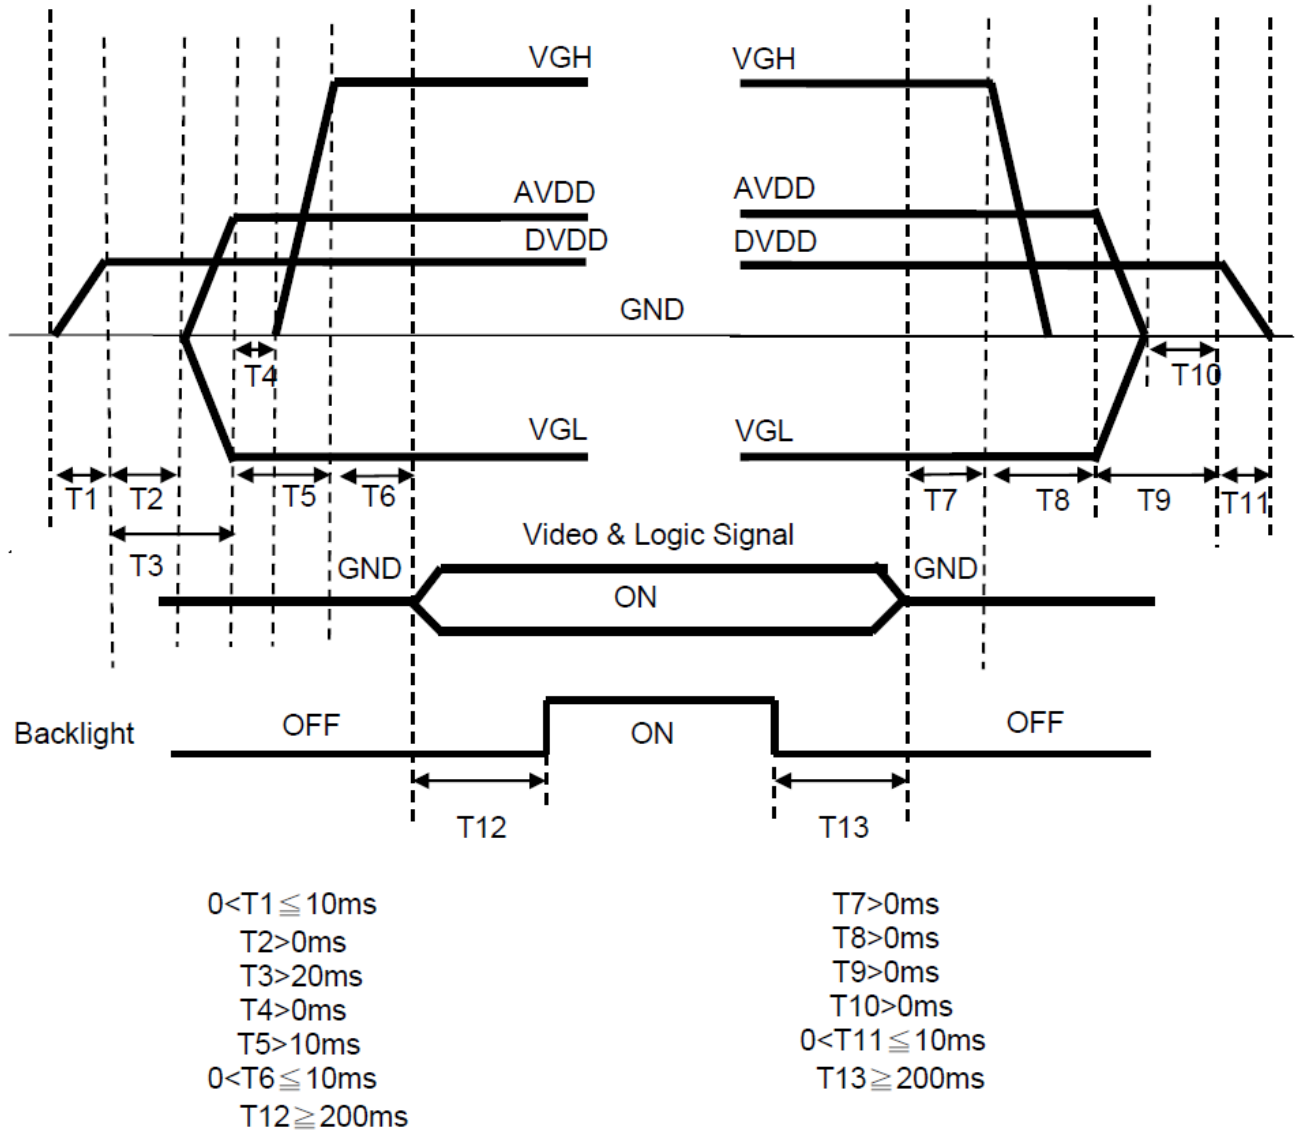 VGH VGH
AVDD AVDD
DVDD DVDD
GND
T4 T10
VGL VGL
T1 T2 T5 T6 T7 T8 T9 T11
Video & Logic Signal
T3 GND GND
ON
Backlight OFF ON OFF
T12 T13
0<T1≦10ms T7>0ms
T2>0ms T8>0ms
T3>20ms T9>0ms
T4>0ms T10>0ms
T5>10ms 0<T11≦10ms
0<T6≦10ms T13≧200ms
T12≧200ms